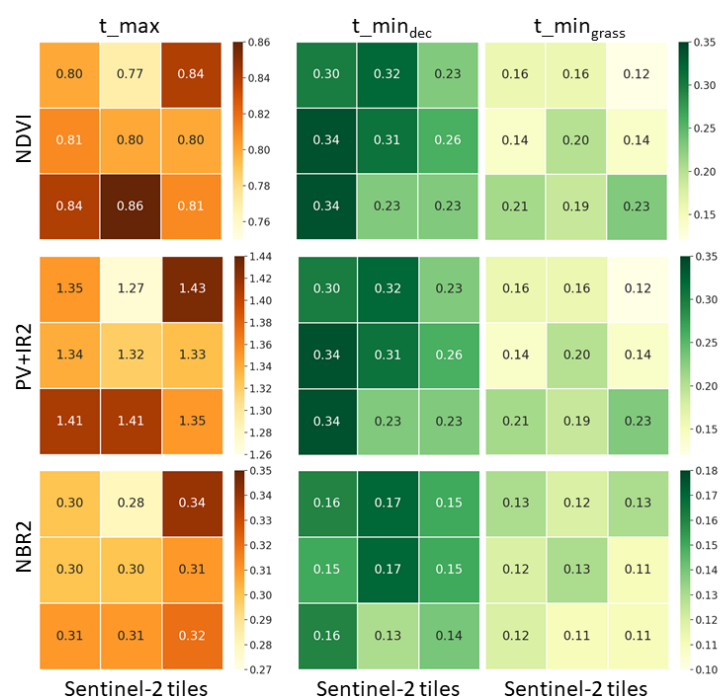 t_max t_min_dec t_min_grass
NDVI
0.80 0.77 0.84
0.81 0.80 0.80
0.84 0.86 0.81
0.86
0.84
0.82
0.80
0.78
0.76
0.30 0.32 0.23
0.34 0.31 0.26
0.34 0.23 0.23
0.16 0.16 0.12
0.14 0.20 0.14
0.21 0.19 0.23
0.35
0.30
0.25
0.20
0.15
PV+IR2
1.35 1.27 1.43
1.34 1.32 1.33
1.41 1.41 1.35
1.44
1.42
1.40
1.38
1.36
1.34
1.32
1.30
1.28
1.26
0.30 0.32 0.23
0.34 0.31 0.26
0.34 0.23 0.23
0.16 0.16 0.12
0.14 0.20 0.14
0.21 0.19 0.23
0.35
0.30
0.25
0.20
0.15
NBR2
0.30 0.28 0.34
0.30 0.30 0.31
0.31 0.31 0.32
0.35
0.34
0.33
0.32
0.31
0.30
0.29
0.28
0.27
0.16 0.17 0.15
0.15 0.17 0.15
0.16 0.13 0.14
0.13 0.12 0.13
0.12 0.13 0.11
0.12 0.11 0.11
0.18
0.17
0.16
0.15
0.14
0.13
0.12
0.11
0.10
Sentinel-2 tiles Sentinel-2 tiles Sentinel-2 tiles